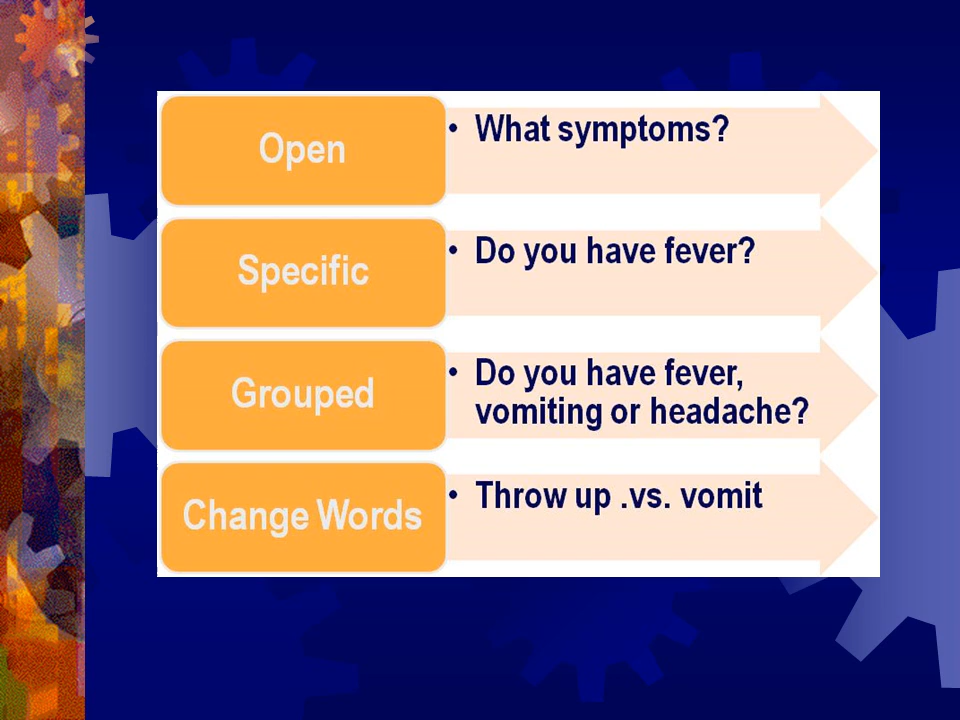 Open
• What symptoms?
Specific
• Do you have fever?
Grouped
• Do you have fever,
vomiting or headache?
Change Words
• Throw up .vs. vomit